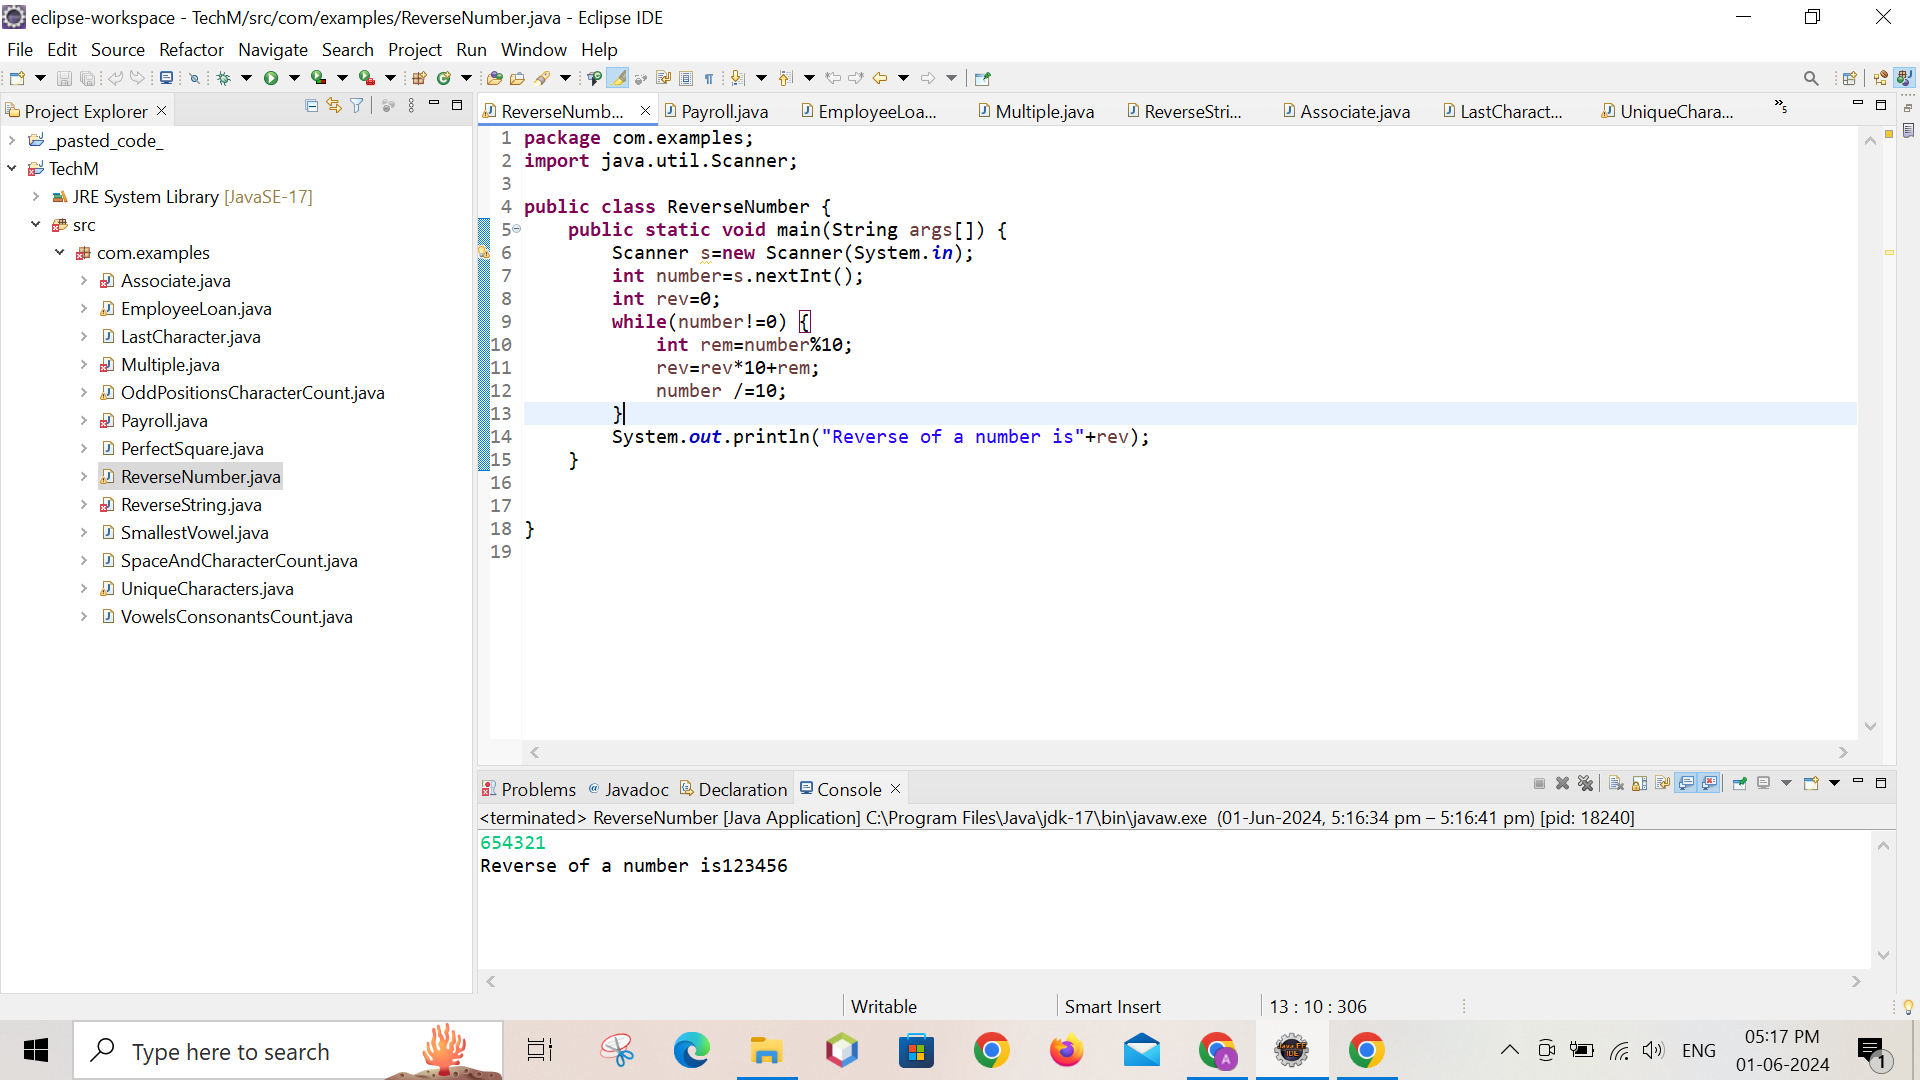 eclipse-workspace - TechM/src/com/examples/ReverseNumber.java - Eclipse IDE
File Edit Source Refactor Navigate Search Project Run Window Help
Project Explorer
_pasted_code_
TechM
JRE System Library [JavaSE-17]
src
com.examples
Associate.java
EmployeeLoan.java
LastCharacter.java
Multiple.java
OddPositionsCharacterCount.java
Payroll.java
PerfectSquare.java
ReverseNumber.java
ReverseString.java
SmallestVowel.java
SpaceAndCharacterCount.java
UniqueCharacters.java
VowelsConsonantsCount.java
ReverseNumb... Payroll.java EmployeeLoa... Multiple.java ReverseStri... Associate.java LastCharact... UniqueChara... »5
1 package com.examples;
2 import java.util.Scanner;
3
4 public class ReverseNumber {
5 public static void main(String args[]) {
6 Scanner s=new Scanner(System.in);
7 int number=s.nextInt();
8 int rev=0;
9 while(number!=0) {
10 int rem=number%10;
11 rev=rev*10+rem;
12 number /=10;
13 }
14 System.out.println("Reverse of a number is"+rev);
15 }
16
17
18 }
19
Problems @ Javadoc Declaration Console
<terminated> ReverseNumber [Java Application] C:\Program Files\Java\jdk-17\bin\javaw.exe (01-Jun-2024, 5:16:34 pm – 5:16:41 pm) [pid: 18240]
654321
Reverse of a number is123456
Writable Smart Insert 13 : 10 : 306
Type here to search
A
Java EE
IDE
ENG
05:17 PM
01-06-2024
1